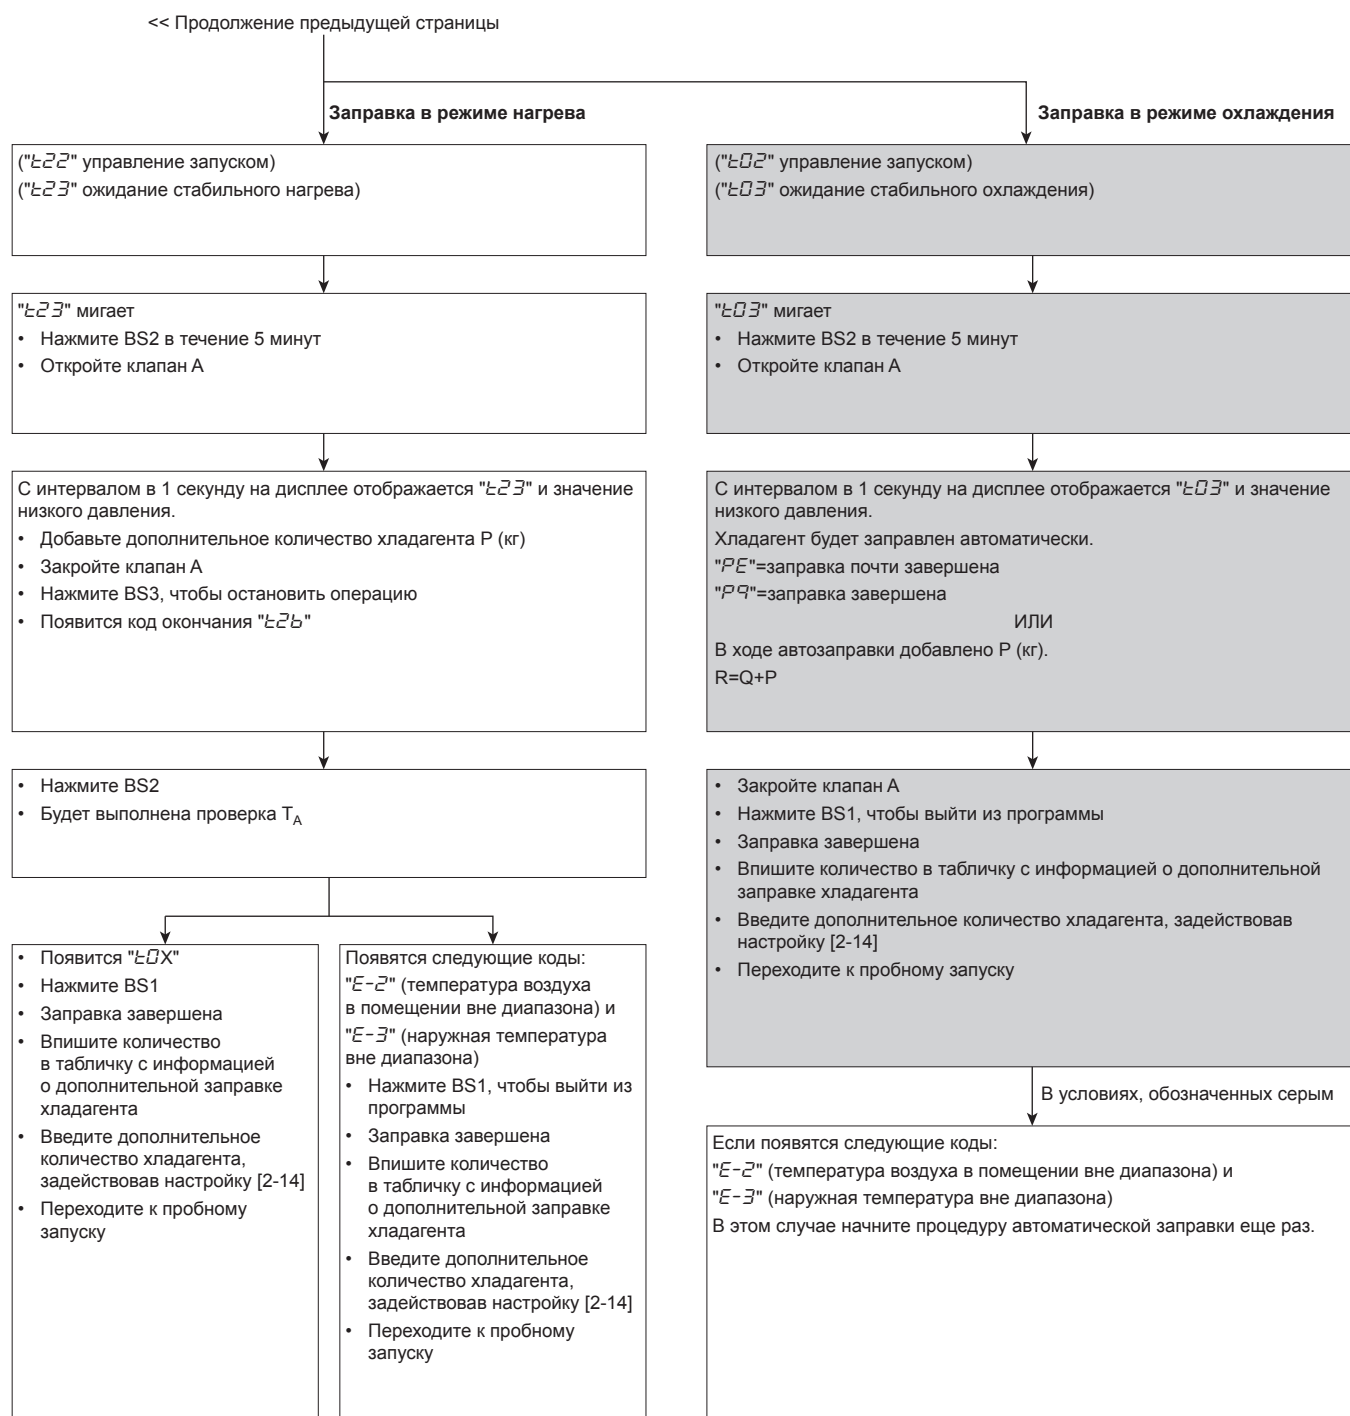 << Продолжение предыдущей страницы
Заправка в режиме нагрева
("t22" управление запуском)
("t23" ожидание стабильного нагрева)
"t23" мигает
• Нажмите BS2 в течение 5 минут
• Откройте клапан A
С интервалом в 1 секунду на дисплее отображается "t23" и значение
низкого давления.
• Добавьте дополнительное количество хладагента P (кг)
• Закройте клапан A
• Нажмите BS3, чтобы остановить операцию
• Появится код окончания "t26"
• Нажмите BS2
• Будет выполнена проверка TA
• Появится "t0X"
• Нажмите BS1
• Заправка завершена
• Впишите количество
в табличку с информацией
о дополнительной заправке
хладагента
• Введите дополнительное
количество хладагента,
задействовав настройку [2-14]
• Переходите к пробному
запуску
Появятся следующие коды:
"E-2" (температура воздуха
в помещении вне диапазона) и
"E-3" (наружная температура
вне диапазона)
• Нажмите BS1, чтобы выйти из
программы
• Заправка завершена
• Впишите количество
в табличку с информацией
о дополнительной заправке
хладагента
• Введите дополнительное
количество хладагента,
задействовав настройку [2-14]
• Переходите к пробному
запуску
Заправка в режиме охлаждения
("t02" управление запуском)
("t03" ожидание стабильного охлаждения)
"t03" мигает
• Нажмите BS2 в течение 5 минут
• Откройте клапан A
С интервалом в 1 секунду на дисплее отображается "t03" и значение
низкого давления.
Хладагент будет заправлен автоматически.
"PE"=заправка почти завершена
"P9"=заправка завершена
ИЛИ
В ходе автозаправки добавлено P (кг).
R=Q+P
• Закройте клапан A
• Нажмите BS1, чтобы выйти из программы
• Заправка завершена
• Впишите количество в табличку с информацией о дополнительной
заправке хладагента
• Введите дополнительное количество хладагента, задействовав
настройку [2-14]
• Переходите к пробному запуску
В условиях, обозначенных серым
Если появятся следующие коды:
"E-2" (температура воздуха в помещении вне диапазона) и
"E-3" (наружная температура вне диапазона)
В этом случае начните процедуру автоматической заправки еще раз.